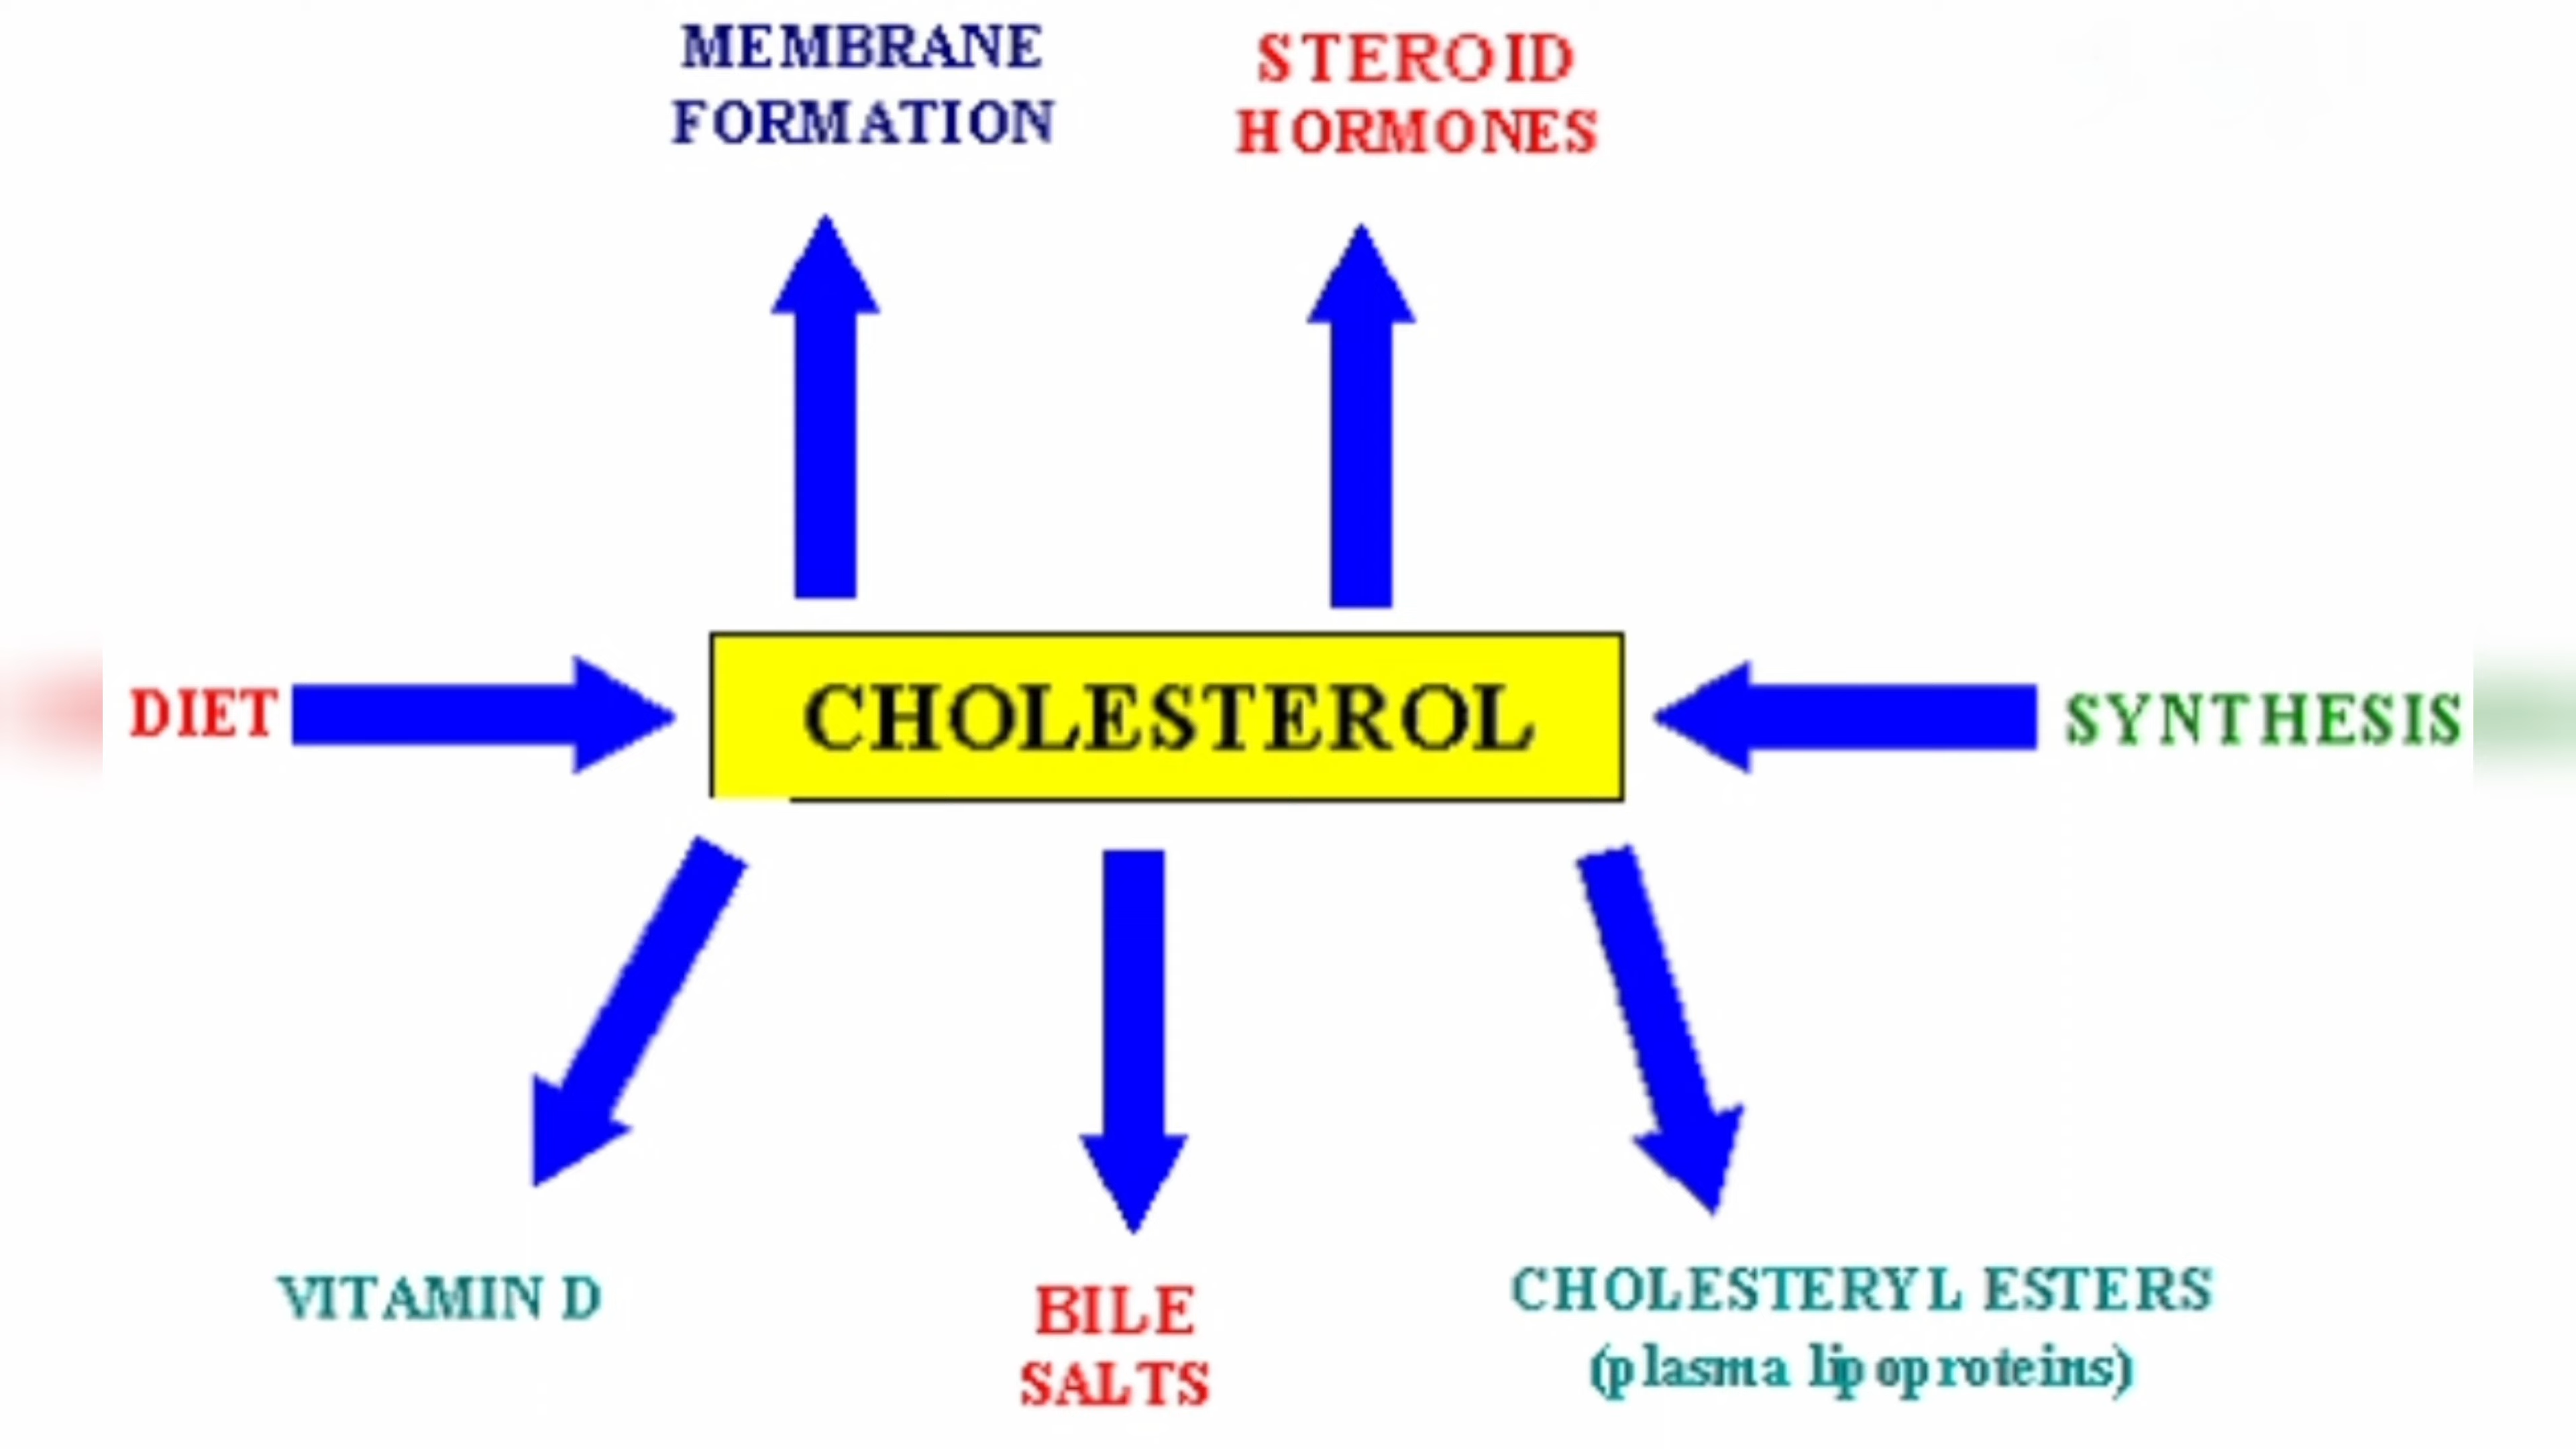 MEMBRANE
FORMATION
STEROID
HORMONES
DIET
CHOLESTEROL
SYNTHESIS
VITAMIN D
BILE
SALTS
CHOLESTERYL ESTERS
(plasma lipoproteins)